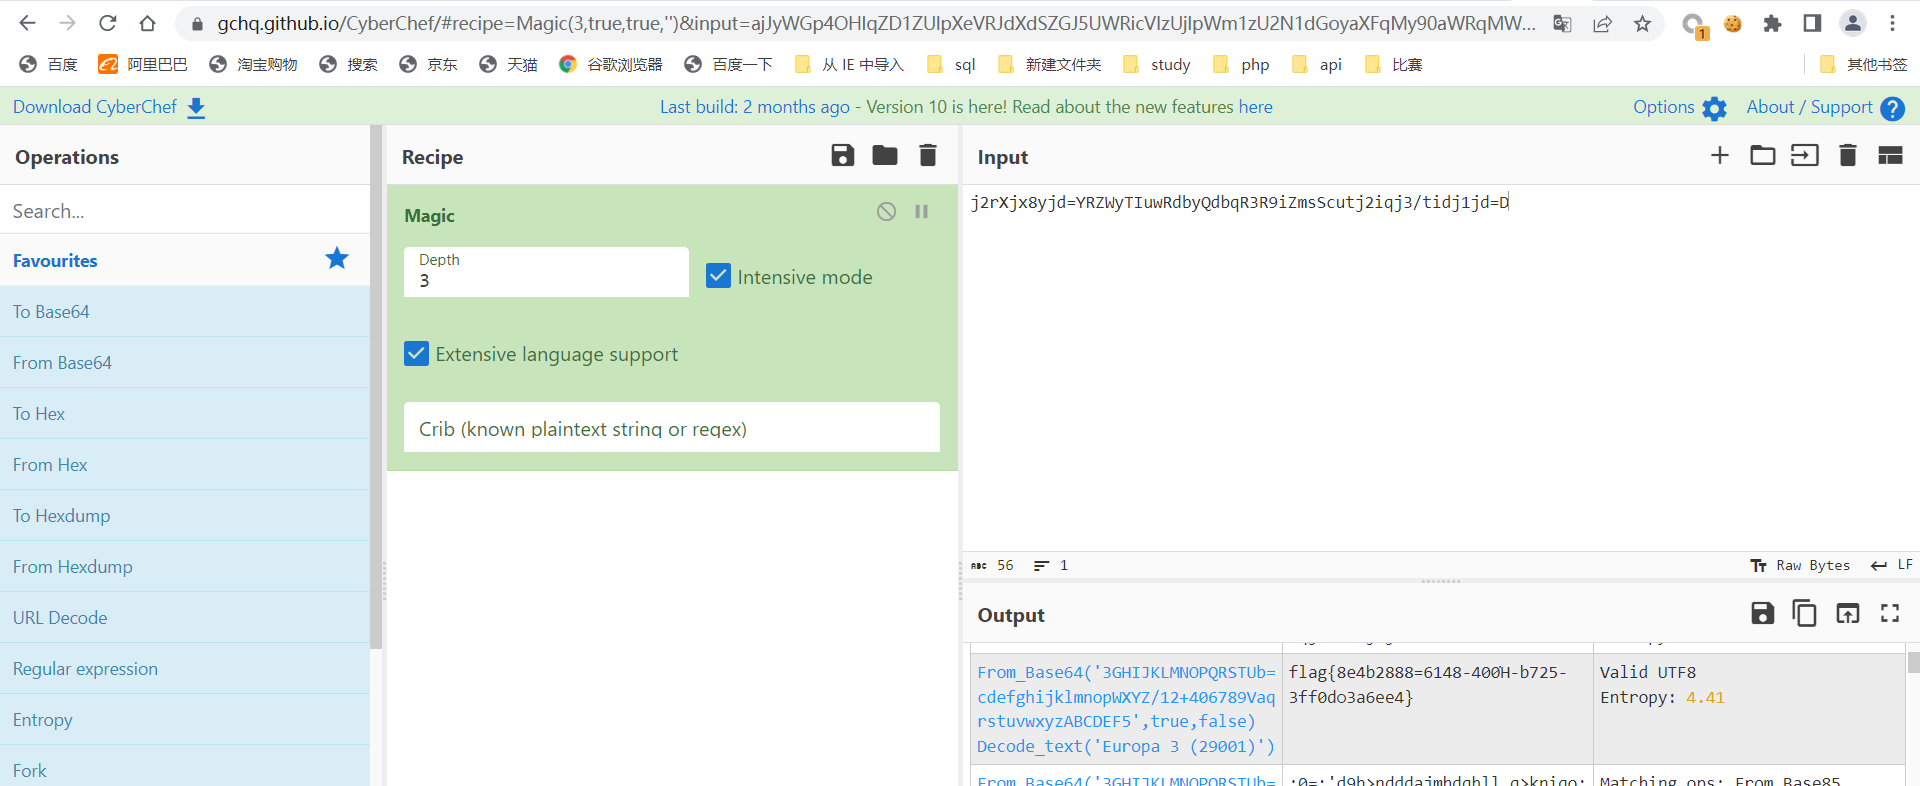 gchq.github.io/CyberChef/#recipe=Magic(3,true,true,'')&input=ajJyWGp4OHlqZD1ZUlpXeVRJdXdSZGJ5UWRicVIzUjlpWm1zU2N1dGoyaXFqMy90aWRqMW...
1
百度 阿里巴巴 淘宝购物 搜索 京东 天猫 谷歌浏览器 百度一下 从 IE 中导入 sql 新建文件夹 study php api 比赛 其他书签
Download CyberChef Last build: 2 months ago - Version 10 is here! Read about the new features here Options About / Support ?
Operations
Search...
Favourites
To Base64
From Base64
To Hex
From Hex
To Hexdump
From Hexdump
URL Decode
Regular expression
Entropy
Fork
Recipe
Magic
Depth
3
Intensive mode
Extensive language support
Crib (known plaintext string or regex)
Input
j2rXjx8yjd=YRZWyTIuwRdbyQdbqR3R9iZmsScutj2iqj3/tidj1jd=D
ABC 56 1 Raw Bytes LF
Output
From_Base64('3GHIJKLMNOPQRSTUb=
cdefghijklmnopWXYZ/12+406789Vaq
rstuvwxyzABCDEF5',true,false)
Decode_text('Europa 3 (29001)')
flag{8e4b2888=6148-400Ή-b725-
3ff0do3a6ee4}
Valid UTF8
Entropy: 4.41
From_Base64('3GHIJKLMNOPQRSTUb=
Matching ops: From Base85